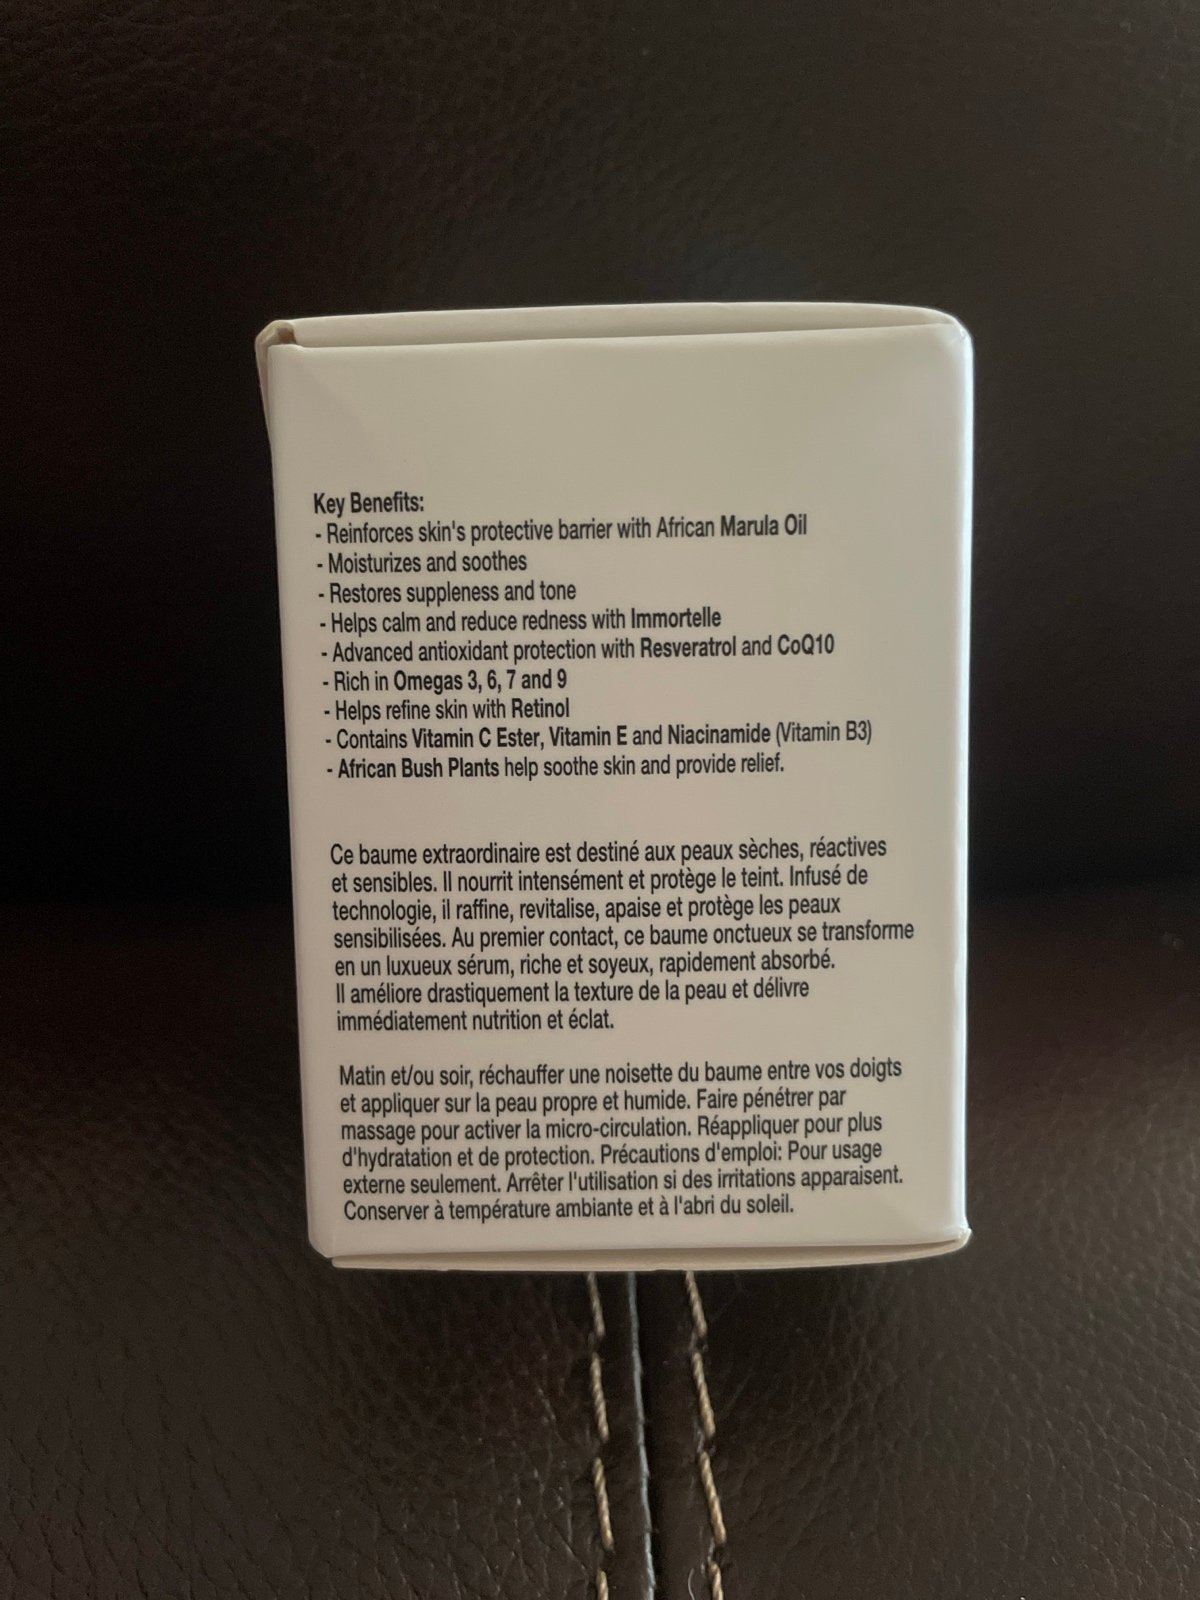 Key Benefits:
- Reinforces skin's protective barrier with African Marula Oil
- Moisturizes and soothes
- Restores suppleness and tone
- Helps calm and reduce redness with Immortelle
- Advanced antioxidant protection with Resveratrol and CoQ10
- Rich in Omegas 3, 6, 7 and 9
- Helps refine skin with Retinol
- Contains Vitamin C Ester, Vitamin E and Niacinamide (Vitamin B3)
- African Bush Plants help soothe skin and provide relief.
Ce baume extraordinaire est destiné aux peaux sèches, réactives
et sensibles. Il nourrit intensément et protège le teint. Infusé de
technologie, il raffine, revitalise, apaise et protège les peaux
sensibilisées. Au premier contact, ce baume onctueux se transforme
en un luxueux sérum, riche et soyeux, rapidement absorbé.
Il améliore drastiquement la texture de la peau et délivre
immédiatement nutrition et éclat.
Matin et/ou soir, réchauffer une noisette du baume entre vos doigts
et appliquer sur la peau propre et humide. Faire pénétrer par
massage pour activer la micro-circulation. Réappliquer pour plus
d'hydratation et de protection. Précautions d'emploi: Pour usage
externe seulement. Arrêter l'utilisation si des irritations apparaisent.
Conserver à température ambiante et à l'abri du soleil.